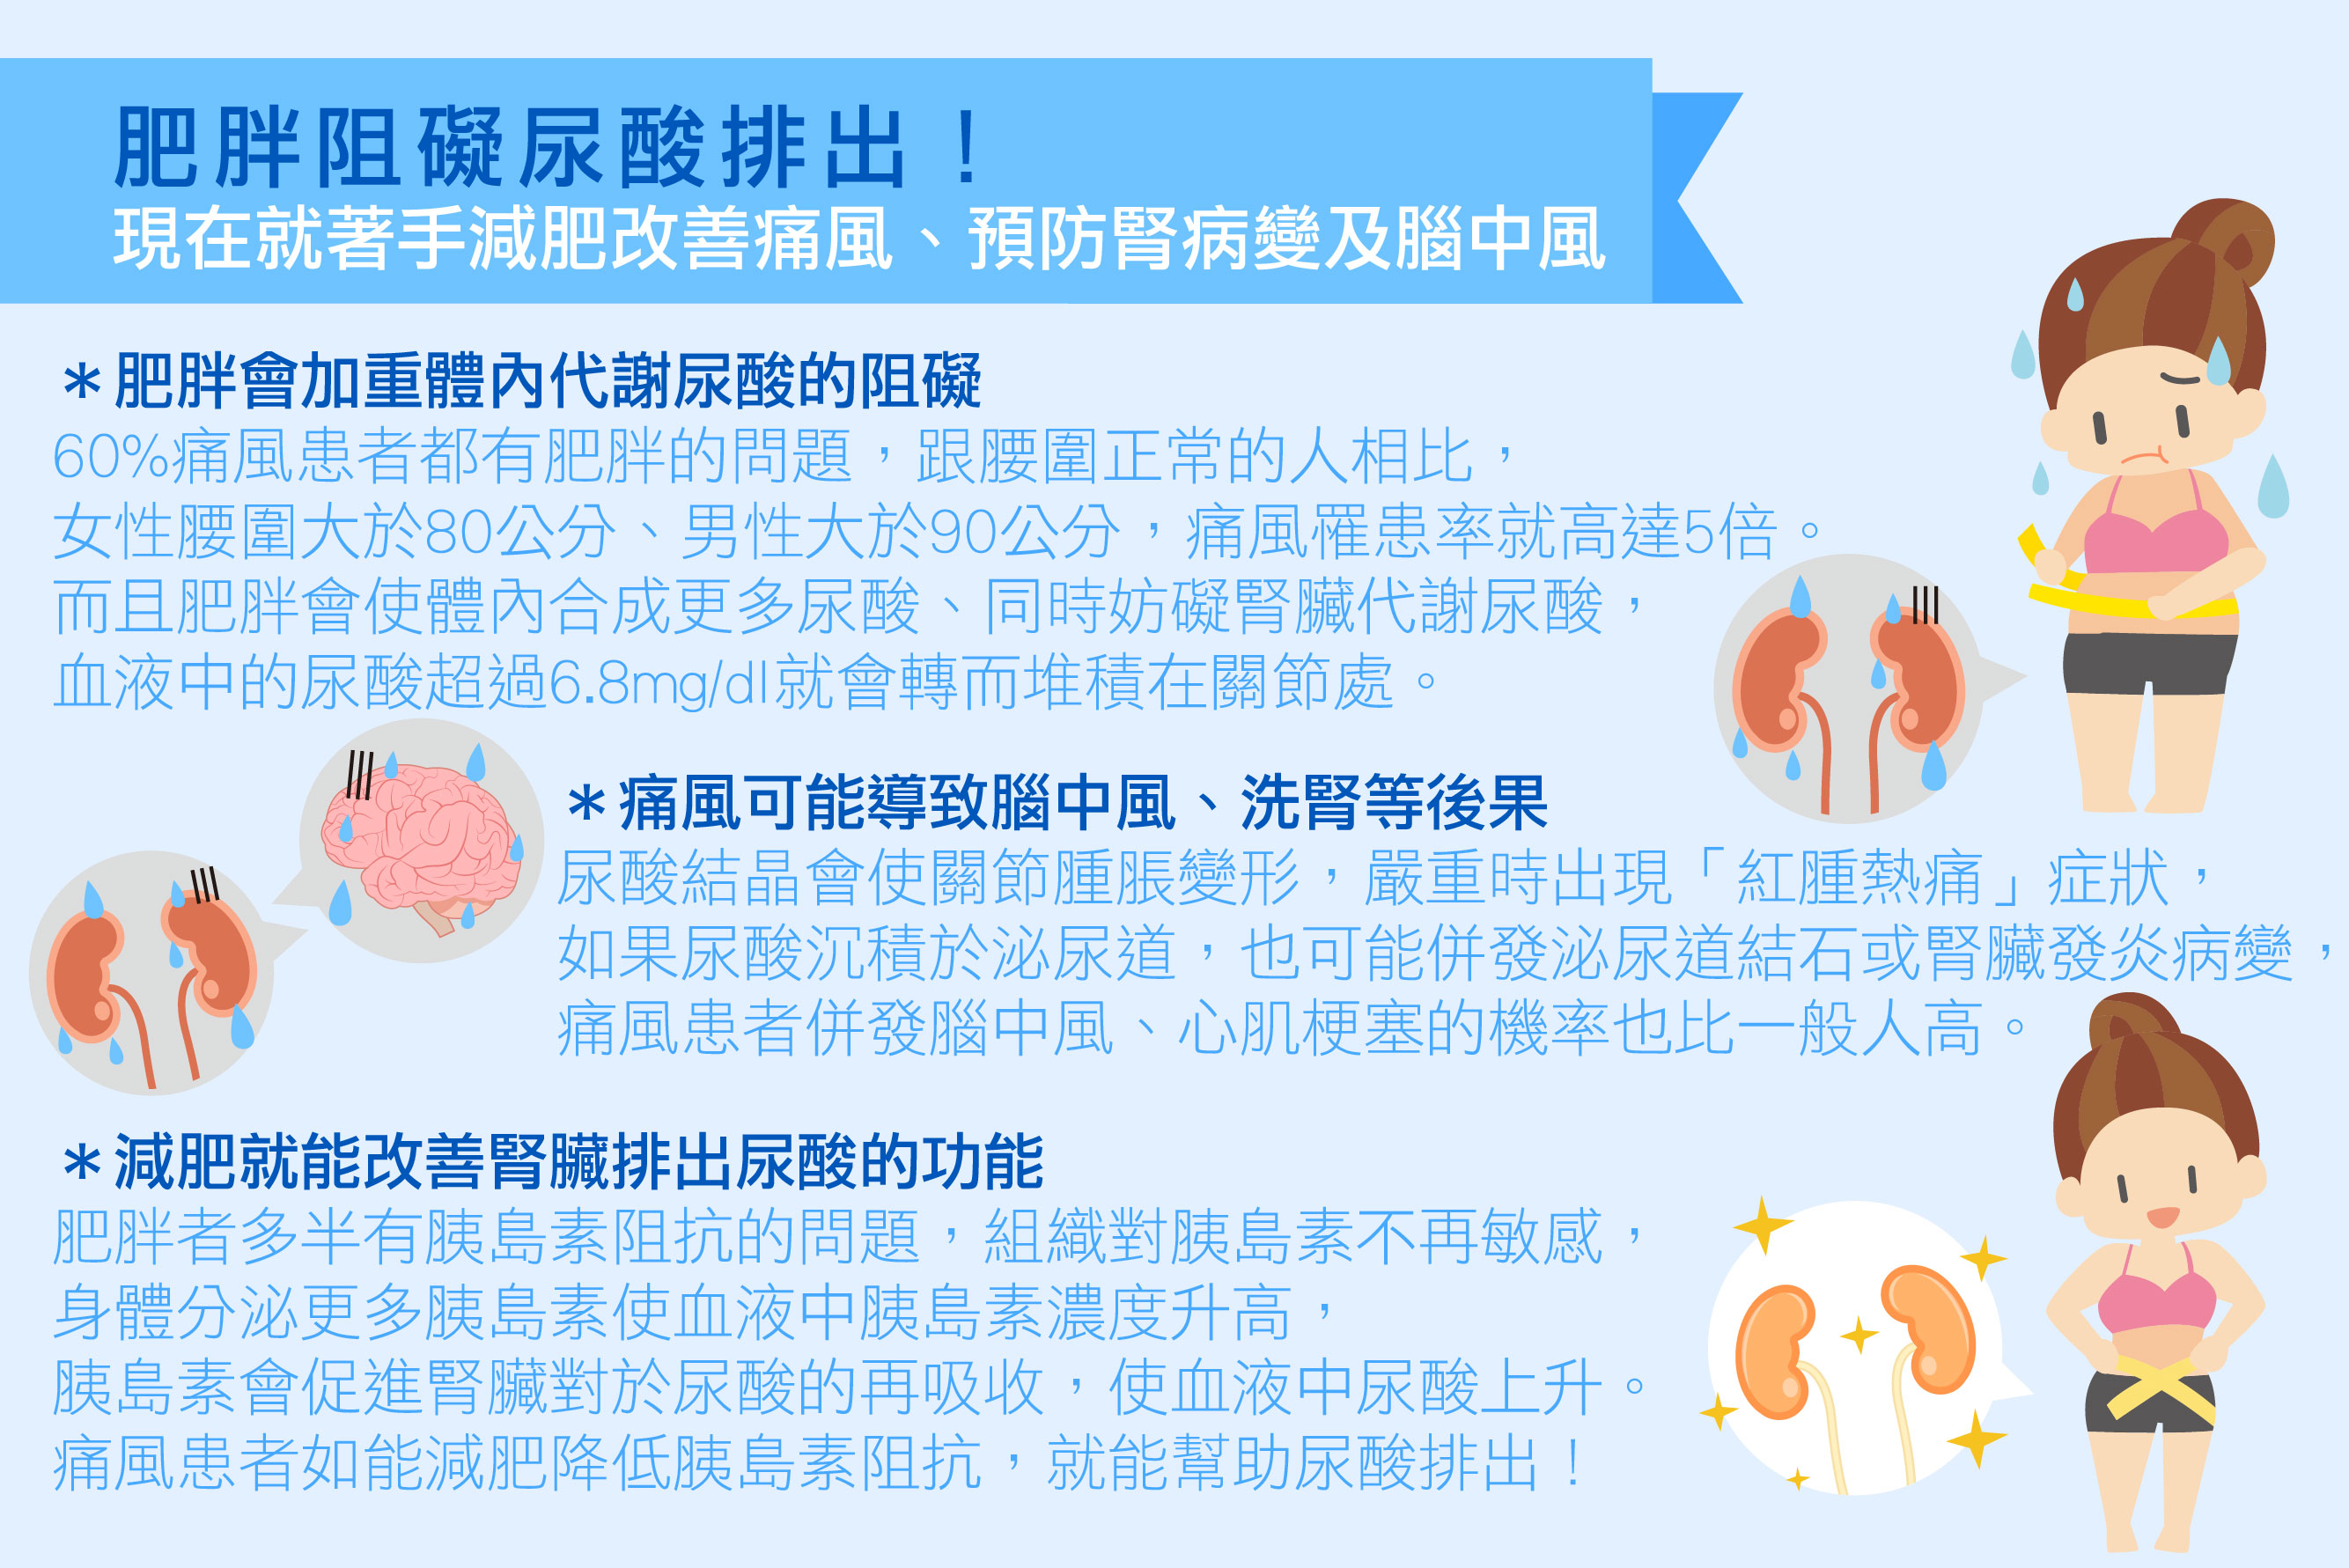 肥胖阻礙尿酸排出！
現在就著手減肥改善痛風、預防腎病變及腦中風
＊肥胖會加重體內代謝尿酸的阻礙
60%痛風患者都有肥胖的問題，跟腰圍正常的人相比，
女性腰圍大於80公分、男性大於90公分，痛風罹患率就高達5倍。
而且肥胖會使體內合成更多尿酸、同時妨礙腎臟代謝尿酸，
血液中的尿酸超過6.8mg/dl就會轉而堆積在關節處。
＊痛風可能導致腦中風、洗腎等後果
尿酸結晶會使關節腫脹變形，嚴重時出現「紅腫熱痛」症狀，
如果尿酸沉積於泌尿道，也可能併發泌尿道結石或腎臟發炎病變，
痛風患者併發腦中風、心肌梗塞的機率也比一般人高。
＊減肥就能改善腎臟排出尿酸的功能
肥胖者多半有胰島素阻抗的問題，組織對胰島素不再敏感，
身體分泌更多胰島素使血液中胰島素濃度升高，
胰島素會促進腎臟對於尿酸的再吸收，使血液中尿酸上升。
痛風患者如能減肥降低胰島素阻抗，就能幫助尿酸排出！